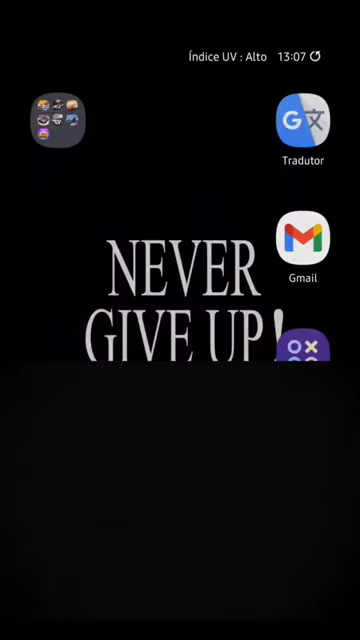 Índice UV : Alto 13:07
Tradutor
Gmail
NEVER
GIVE UP!